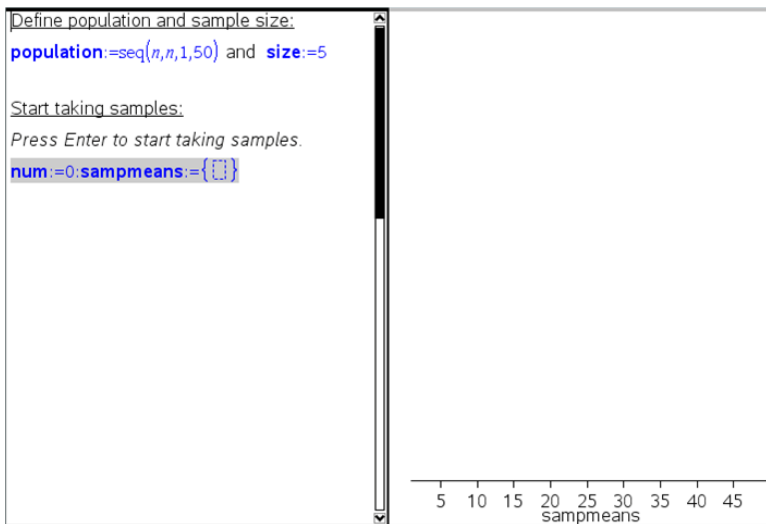 Define population and sample size:
population:=seq(n,n,1,50) and size:=5
Start taking samples:
Press Enter to start taking samples.
num:=0:sampmeans:={⬚}
5 10 15 20 25 30 35 40 45
sampmeans